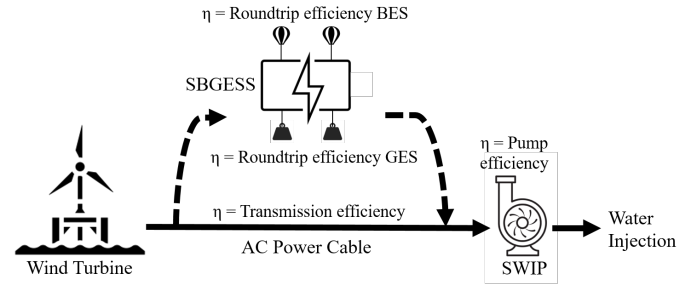 η = Roundtrip efficiency BES
SBGESS
η = Roundtrip efficiency GES
η = Pump
efficiency
η = Transmission efficiency
AC Power Cable
Water
Injection
Wind Turbine
SWIP